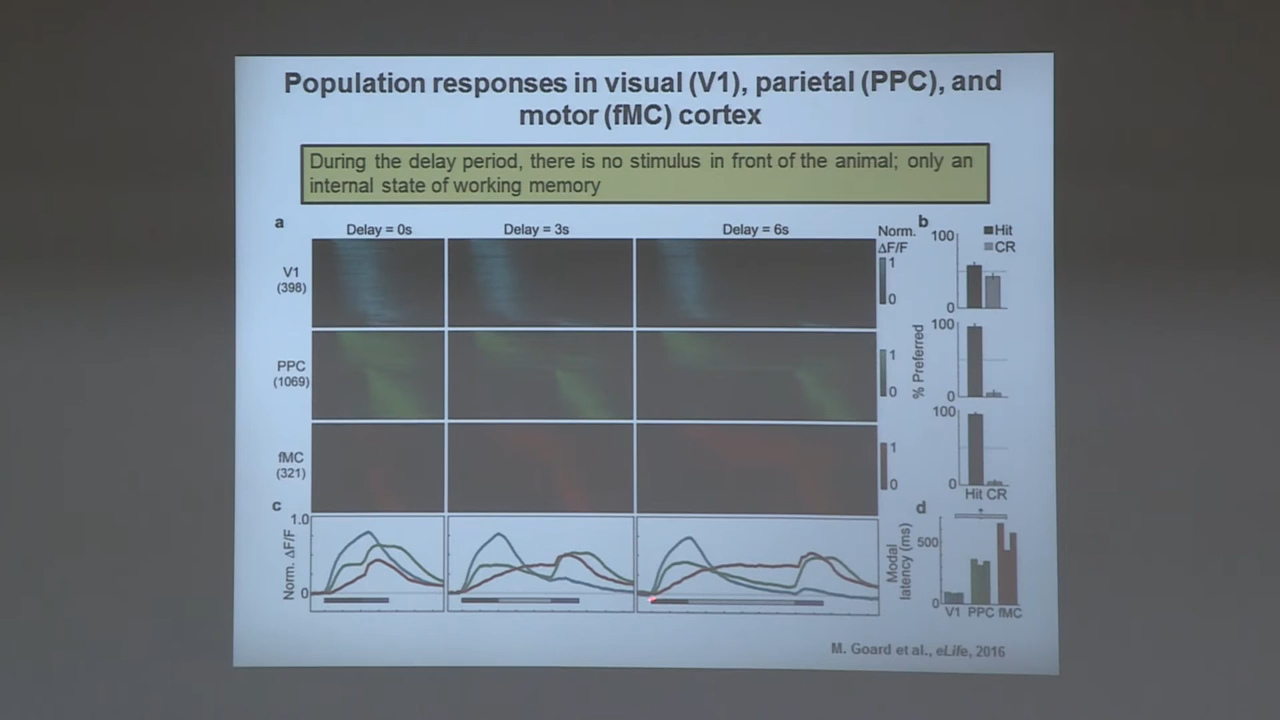 Population responses in visual (V1), parietal (PPC), and
motor (fMC) cortex
During the delay period, there is no stimulus in front of the animal; only an
internal state of working memory
a
Delay = 0s
Delay = 3s
Delay = 6s
Norm.
ΔF/F
V1
(398)
1
0
PPC
(1069)
1
0
fMC
(321)
1
0
b
Hit
CR
100
0
100
0
100
0
% Preferred
Hit CR
c
1.0
0
Norm. ΔF/F
d
*
500
0
Modal
latency (ms)
V1 PPC fMC
M. Goard et al., eLife, 2016